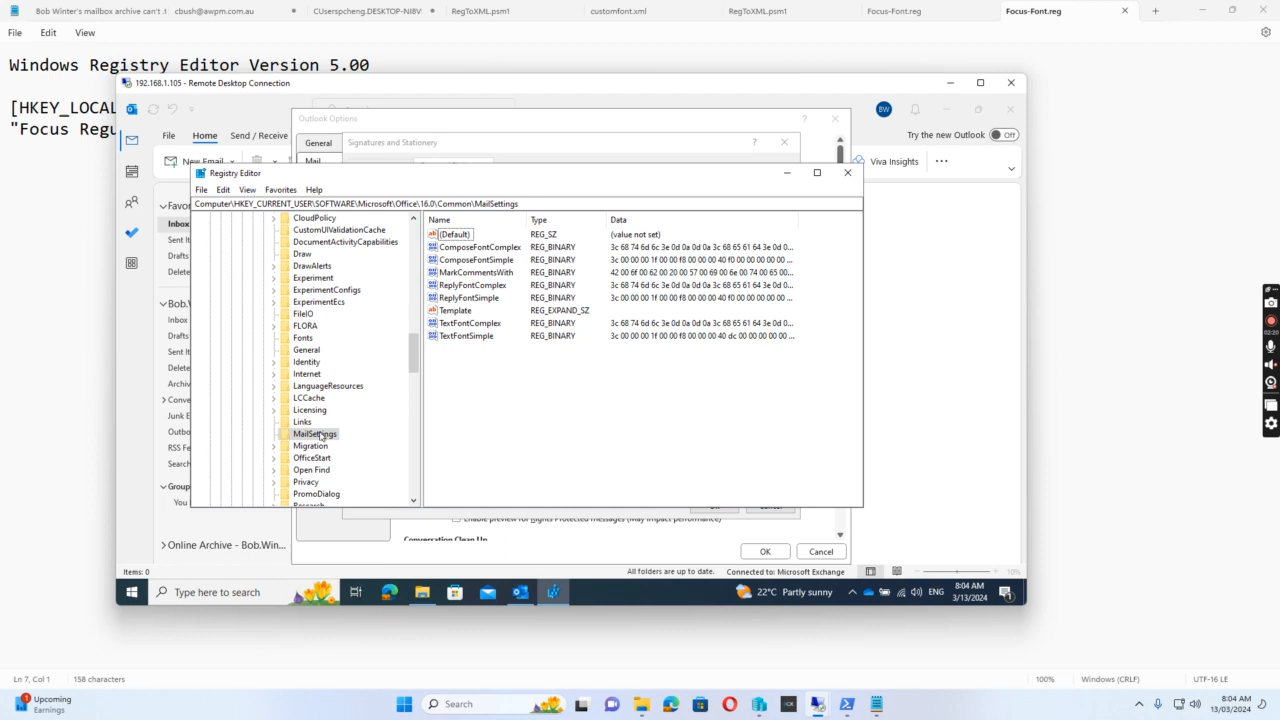 Bob Winter's mailbox archive can't .!
cbush@awpm.com.au
CUserspcheng.DESKTOP-NI8V
RegToXML.psm1
customfont.xml
RegToXML.psm1
Focus-Font.reg
Focus-Font.reg
File Edit View
Windows Registry Editor Version 5.00
[HKEY_LOCAL
"Focus Regu
192.168.1.105 - Remote Desktop Connection
BW
Outlook Options
File Home Send / Receive
Try the new Outlook Off
General
Signatures and Stationery
Mail
New Email
Viva Insights
Registry Editor
File Edit View Favorites Help
Computer\HKEY_CURRENT_USER\SOFTWARE\Microsoft\Office\16.0\Common\MailSettings
Favor
Inbox
Sent It
Drafts
Delete
Bob.W
Inbox
Drafts
Sent It
Delete
Archiv
Conve
Junk E
Outbo
RSS Fe
Search
Group
You
Online Archive - Bob.Win...
CloudPolicy
CustomUIValidationCache
DocumentActivityCapabilities
Draw
DrawAlerts
Experiment
ExperimentConfigs
ExperimentEcs
FileIO
FLORA
Fonts
General
Identity
Internet
LanguageResources
LCCache
Licensing
Links
MailSettings
Migration
OfficeStart
Open Find
Privacy
PromoDialog
Research
Name Type Data
(Default) REG_SZ (value not set)
ComposeFontComplex REG_BINARY 3c 68 74 6d 6c 3e 0d 0a 0d 0a 3c 68 65 61 64 3e 0d 0...
ComposeFontSimple REG_BINARY 3c 00 00 00 1f 00 00 f8 00 00 00 40 f0 00 00 00 00 00 ...
MarkCommentsWith REG_BINARY 42 00 6f 00 62 00 20 00 57 00 69 00 6e 00 74 00 65 00...
ReplyFontComplex REG_BINARY 3c 68 74 6d 6c 3e 0d 0a 0d 0a 3c 68 65 61 64 3e 0d 0...
ReplyFontSimple REG_BINARY 3c 00 00 00 1f 00 00 f8 00 00 00 40 f0 00 00 00 00 00 ...
Template REG_EXPAND_SZ
TextFontComplex REG_BINARY 3c 68 74 6d 6c 3e 0d 0a 0d 0a 3c 68 65 61 64 3e 0d 0...
TextFontSimple REG_BINARY 3c 00 00 00 1f 00 00 f8 00 00 00 40 dc 00 00 00 00 00 ...
Enable preview for Rights Protected messages (May impact performance)
Conversation Clean Up
OK Cancel
Items: 0
All folders are up to date. Connected to: Microsoft Exchange
10%
Type here to search
22°C Partly sunny
ENG
8:04 AM
3/13/2024
1
02:20
Ln 7, Col 1 158 characters
100% Windows (CRLF) UTF-16 LE
1
Upcoming
Earnings
Search
8:04 AM
13/03/2024